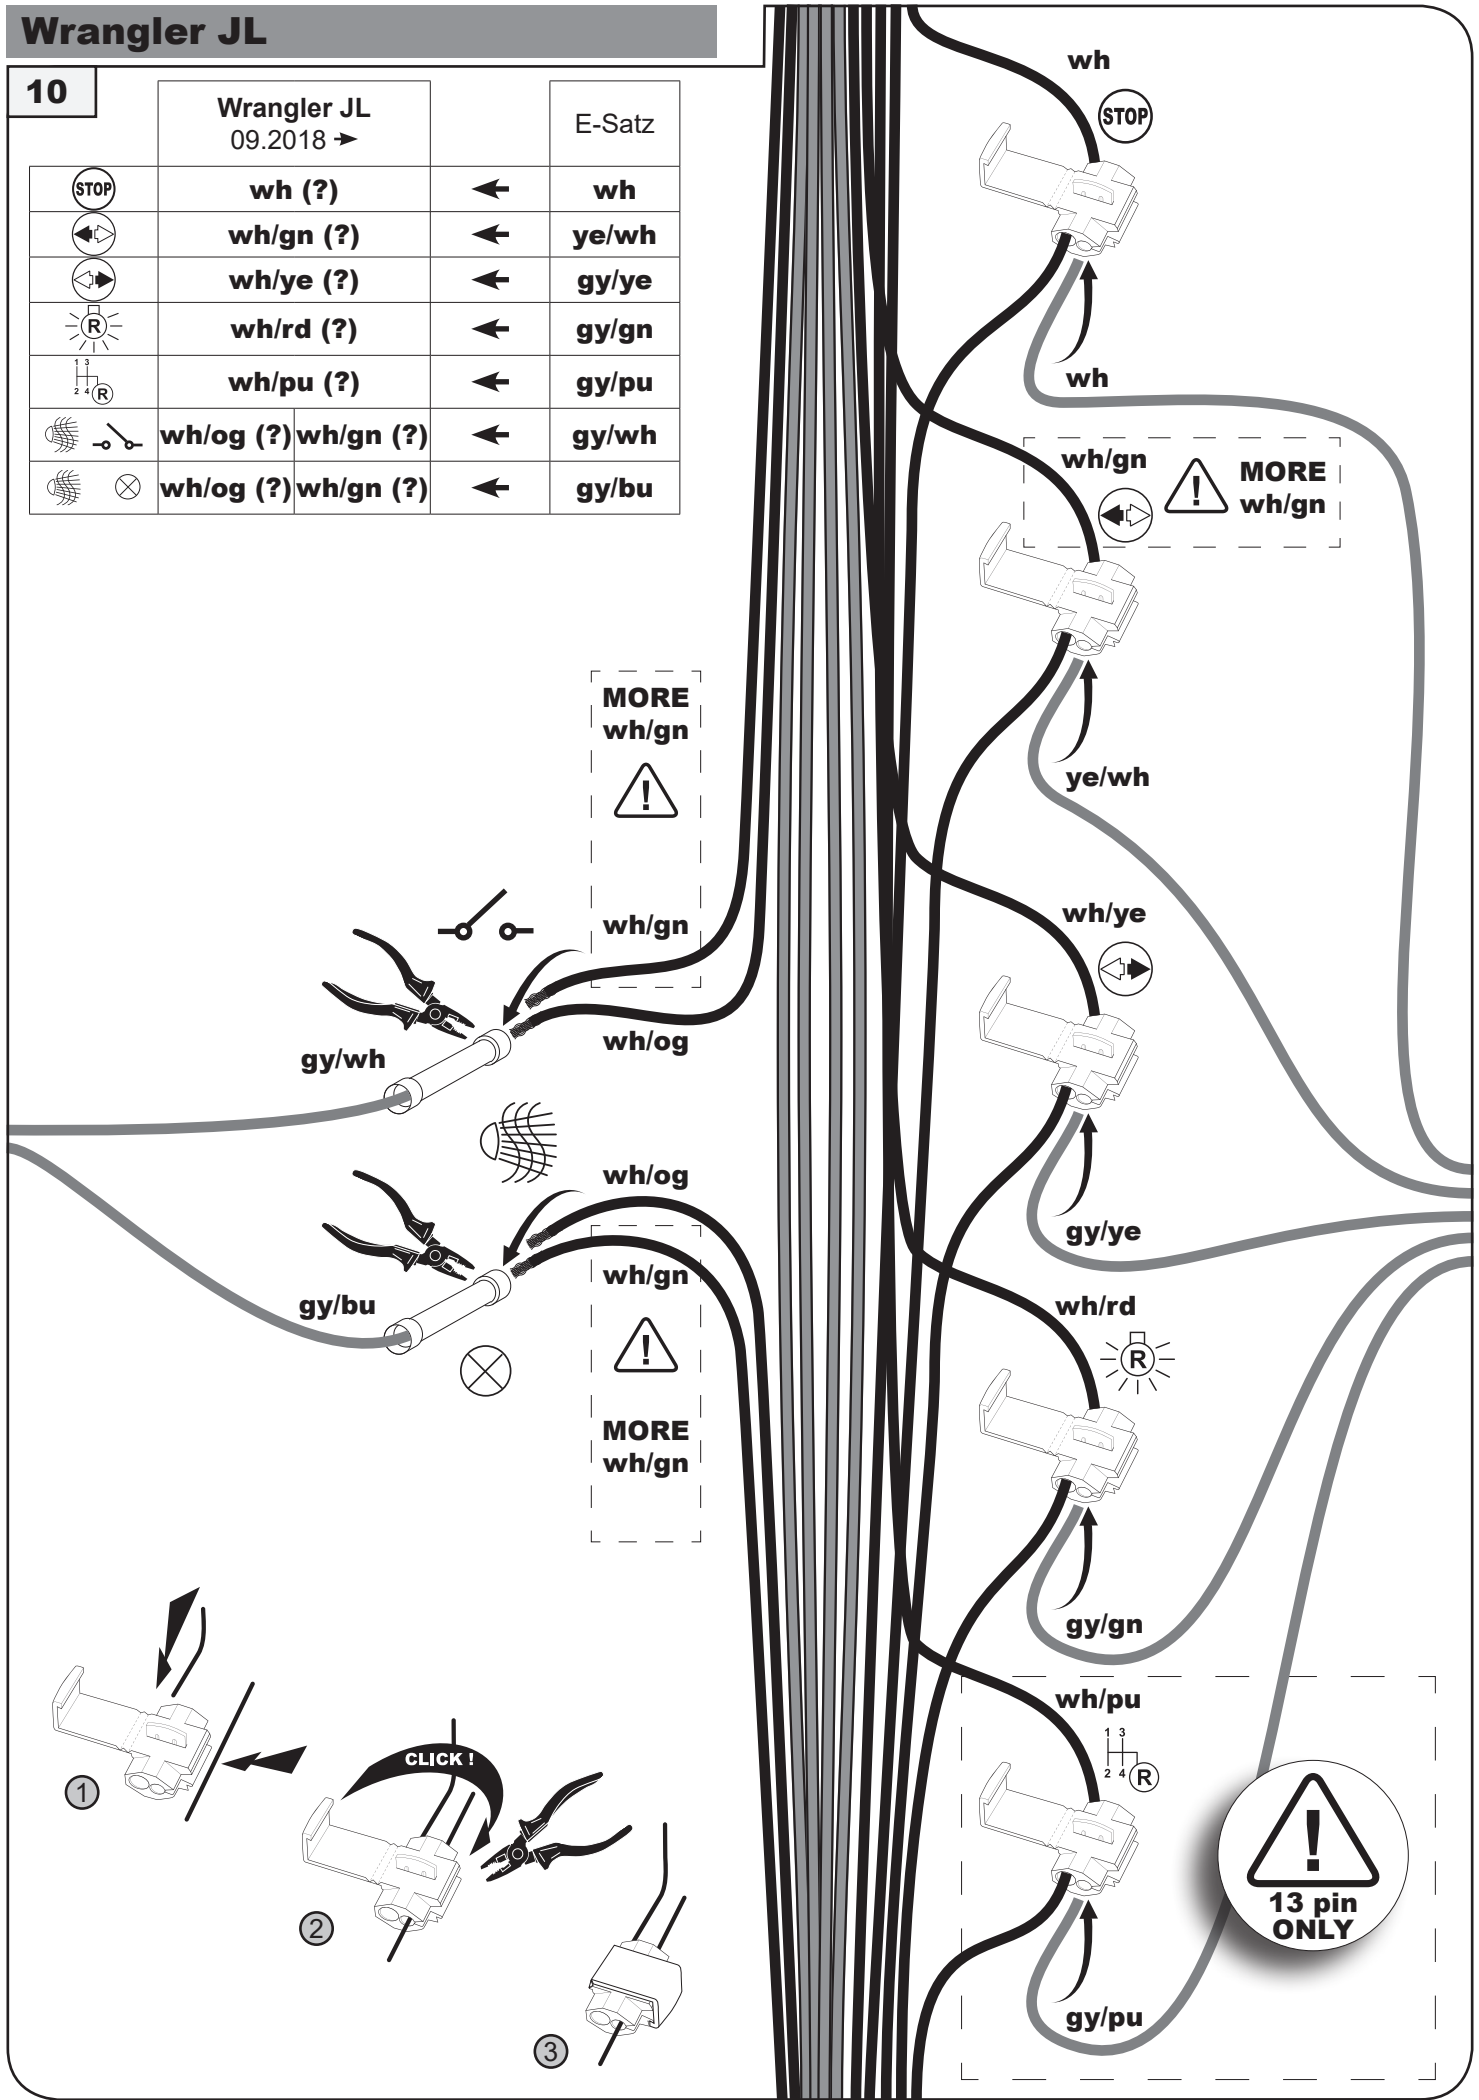 Wrangler JL
10
Wrangler JL
09.2018
E-Satz
STOP
wh (?)
wh
wh/gn (?)
ye/wh
wh/ye (?)
gy/ye
R
wh/rd (?)
gy/gn
1 3
2 4 R
wh/pu (?)
gy/pu
wh/og (?)
wh/gn (?)
gy/wh
wh/og (?)
wh/gn (?)
gy/bu
wh
STOP
wh
wh/gn
!
MORE
wh/gn
ye/wh
MORE
wh/gn
!
wh/gn
wh/og
gy/wh
wh/ye
gy/ye
wh/og
wh/gn
!
MORE
wh/gn
gy/bu
wh/rd
R
gy/gn
wh/pu
1 3
2 4 R
!
13 pin
ONLY
gy/pu
1
CLICK !
2
3